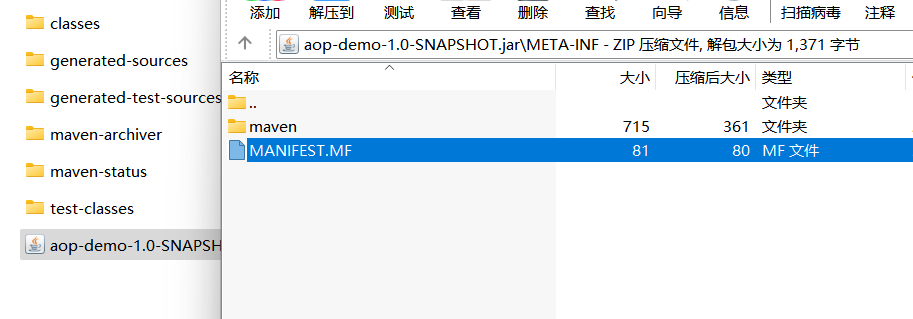 classes
generated-sources
generated-test-sources
maven-archiver
maven-status
test-classes
aop-demo-1.0-SNAPSH
添加 解压到 测试 查看 删除 查找 向导 信息 扫描病毒 注释
aop-demo-1.0-SNAPSHOT.jar\META-INF - ZIP 压缩文件, 解包大小为 1,371 字节
名称 大小 压缩后大小 类型
.. 文件夹
maven 715 361 文件夹
MANIFEST.MF 81 80 MF 文件